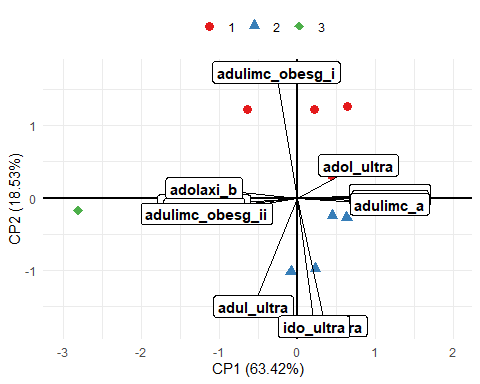 1 2 3
adulimc_obesg_i
adol_ultra
adolaxi_b
adulimc_a
adulimc_obesg_ii
adul_ultra
ido_ultra
ra
CP2 (18.53%)
1
0
-1
-3 -2 -1 0 1 2
CP1 (63.42%)